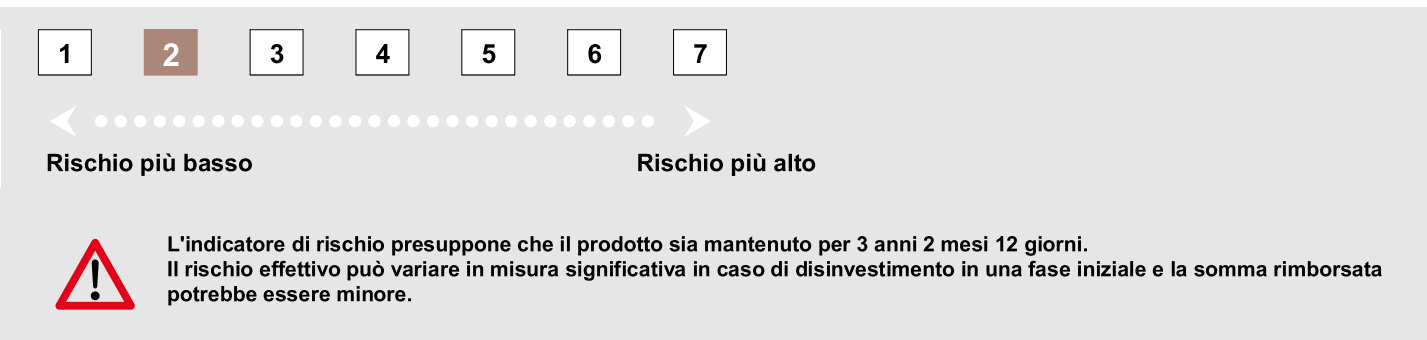 1 2 3 4 5 6 7
Rischio più basso Rischio più alto
L'indicatore di rischio presuppone che il prodotto sia mantenuto per 3 anni 2 mesi 12 giorni.
Il rischio effettivo può variare in misura significativa in caso di disinvestimento in una fase iniziale e la somma rimborsata
potrebbe essere minore.